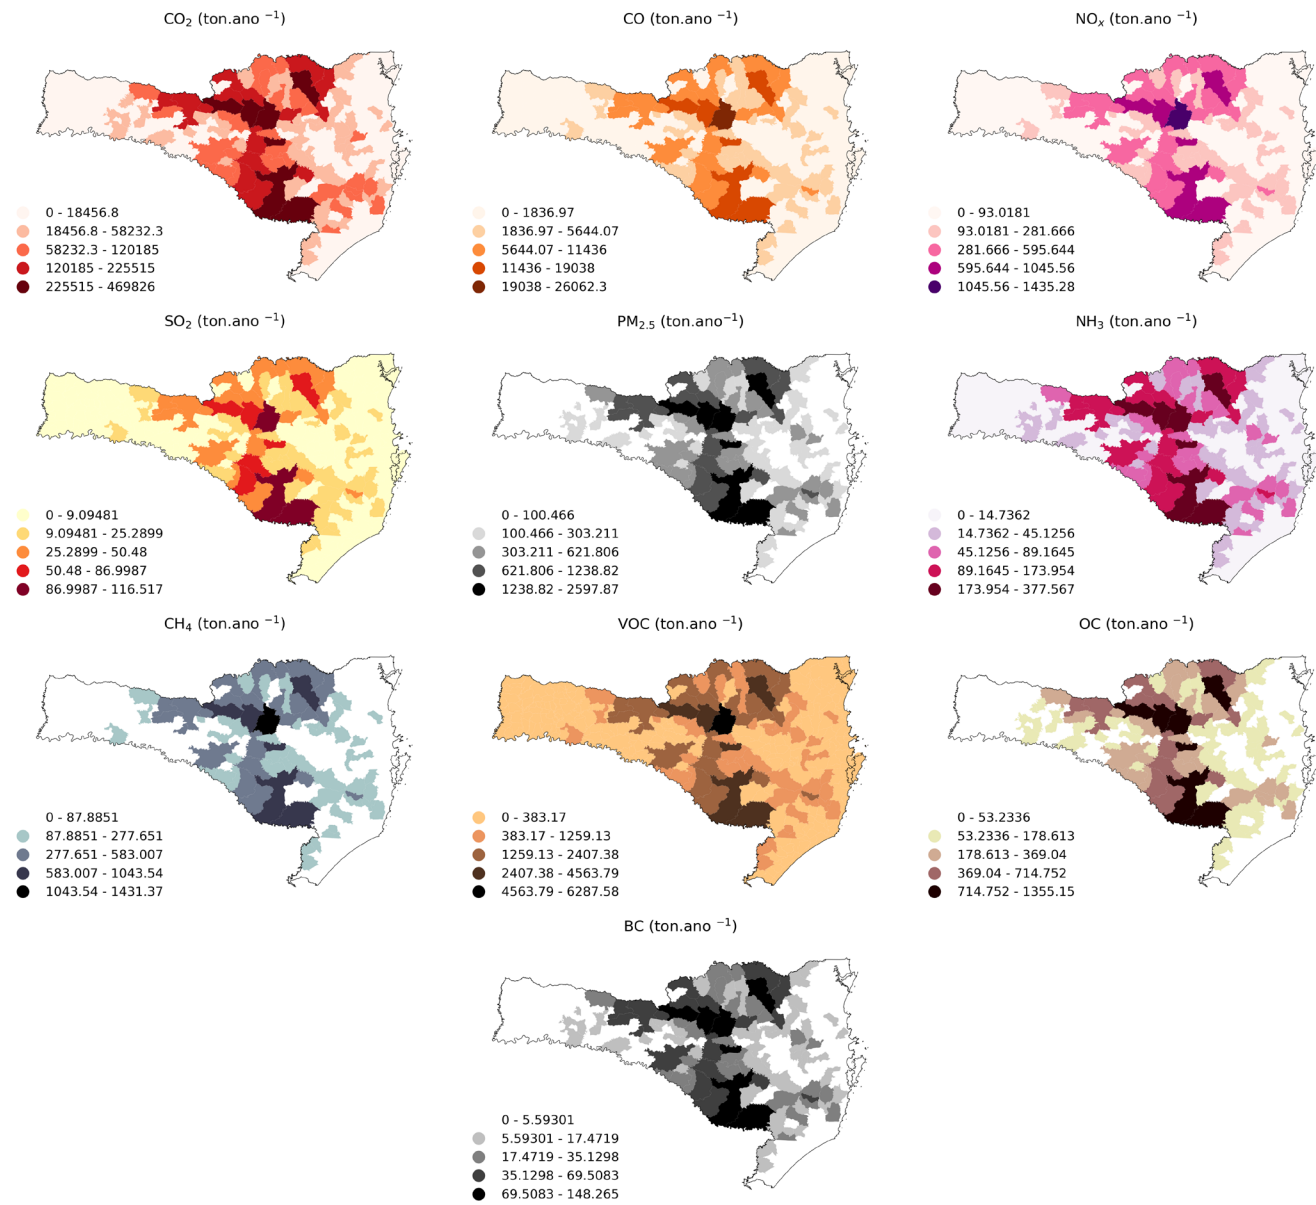 CO₂ (ton.ano ⁻¹)
0 - 18456.8
18456.8 - 58232.3
58232.3 - 120185
120185 - 225515
225515 - 469826
CO (ton.ano ⁻¹)
0 - 1836.97
1836.97 - 5644.07
5644.07 - 11436
11436 - 19038
19038 - 26062.3
NOₓ (ton.ano ⁻¹)
0 - 93.0181
93.0181 - 281.666
281.666 - 595.644
595.644 - 1045.56
1045.56 - 1435.28
SO₂ (ton.ano ⁻¹)
0 - 9.09481
9.09481 - 25.2899
25.2899 - 50.48
50.48 - 86.9987
86.9987 - 116.517
PM₂.₅ (ton.ano⁻¹)
0 - 100.466
100.466 - 303.211
303.211 - 621.806
621.806 - 1238.82
1238.82 - 2597.87
NH₃ (ton.ano ⁻¹)
0 - 14.7362
14.7362 - 45.1256
45.1256 - 89.1645
89.1645 - 173.954
173.954 - 377.567
CH₄ (ton.ano ⁻¹)
0 - 87.8851
87.8851 - 277.651
277.651 - 583.007
583.007 - 1043.54
1043.54 - 1431.37
VOC (ton.ano ⁻¹)
0 - 383.17
383.17 - 1259.13
1259.13 - 2407.38
2407.38 - 4563.79
4563.79 - 6287.58
OC (ton.ano ⁻¹)
0 - 53.2336
53.2336 - 178.613
178.613 - 369.04
369.04 - 714.752
714.752 - 1355.15
BC (ton.ano ⁻¹)
0 - 5.59301
5.59301 - 17.4719
17.4719 - 35.1298
35.1298 - 69.5083
69.5083 - 148.265